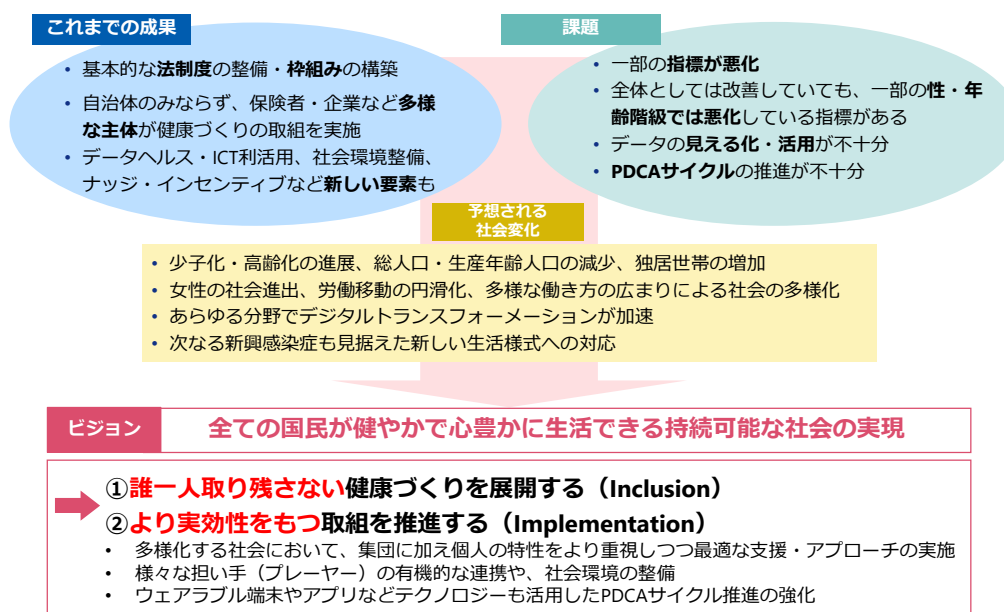 これまでの成果
• 基本的な法制度の整備・枠組みの構築
• 自治体のみならず、保険者・企業など多様
な主体が健康づくりの取組を実施
• データヘルス・ICT利活用、社会環境整備、
ナッジ・インセンティブなど新しい要素も
課題
• 一部の指標が悪化
• 全体としては改善していても、一部の性・年
齢階級では悪化している指標がある
• データの見える化・活用が不十分
• PDCAサイクルの推進が不十分
予想される
社会変化
• 少子化・高齢化の進展、総人口・生産年齢人口の減少、独居世帯の増加
• 女性の社会進出、労働移動の円滑化、多様な働き方の広まりによる社会の多様化
• あらゆる分野でデジタルトランスフォーメーションが加速
• 次なる新興感染症も見据えた新しい生活様式への対応
ビジョン
全ての国民が健やかで心豊かに生活できる持続可能な社会の実現
①誰一人取り残さない健康づくりを展開する（Inclusion）
②より実効性をもつ取組を推進する（Implementation）
• 多様化する社会において、集団に加え個人の特性をより重視しつつ最適な支援・アプローチの実施
• 様々な担い手（プレーヤー）の有機的な連携や、社会環境の整備
• ウェアラブル端末やアプリなどテクノロジーも活用したPDCAサイクル推進の強化